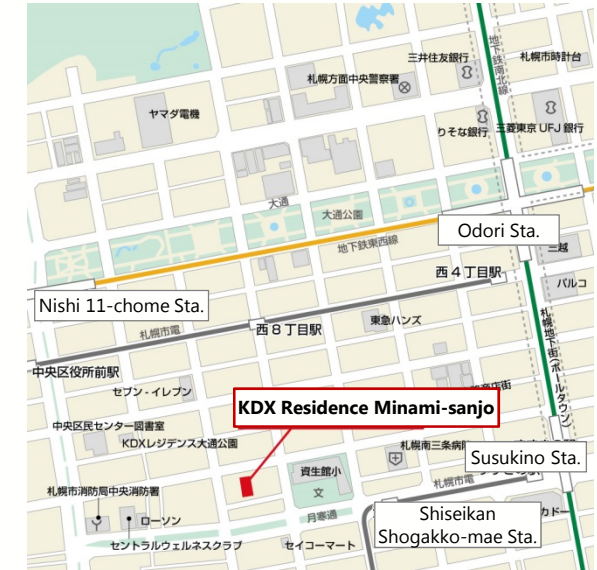 三井住友銀行
札幌市時計台
札幌方面中央警察署
地下鉄南北線
ヤマダ電機
りそな銀行
三菱東京UFJ銀行
大通
大通公園
Odori Sta.
地下鉄東西線
三越
西4丁目駅
パルコ
Nishi 11-chome Sta.
札幌市電
西8丁目駅
東急ハンズ
札幌地下街(ポールタウン)
中央区役所前駅
セブン-イレブン
商店街
KDX Residence Minami-sanjo
中央区民センター図書室
KDXレジデンス大通公園
札幌南三条病院
Susukino Sta.
資生館小
札幌市電
札幌市消防局中央消防署
文
ローソン
月寒通
Shiseikan
Shogakko-mae Sta.
カドー
セントラルウェルネスクラブ
セイコーマート